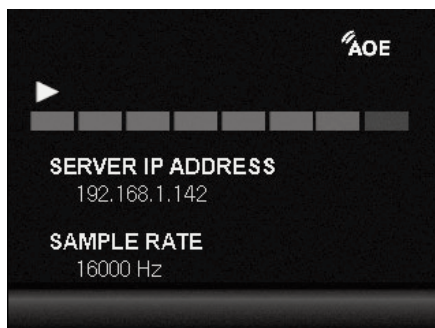 AOE
SERVER IP ADDRESS
192.168.1.142
SAMPLE RATE
16000 Hz